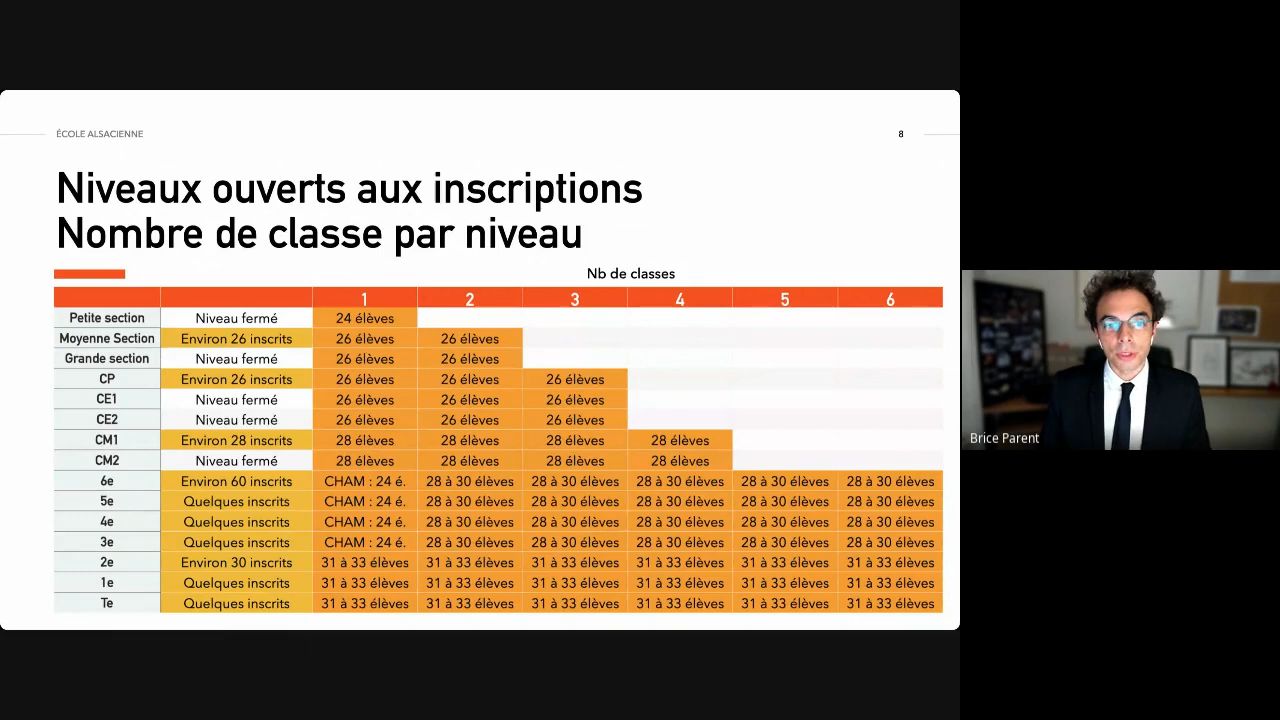 ÉCOLE ALSACIENNE
8
Niveaux ouverts aux inscriptions
Nombre de classe par niveau
Nb de classes
1 2 3 4 5 6
Petite section Niveau fermé 24 élèves
Moyenne Section Environ 26 inscrits 26 élèves 26 élèves
Grande section Niveau fermé 26 élèves 26 élèves
CP Environ 26 inscrits 26 élèves 26 élèves 26 élèves
CE1 Niveau fermé 26 élèves 26 élèves 26 élèves
CE2 Niveau fermé 26 élèves 26 élèves 26 élèves
CM1 Environ 28 inscrits 28 élèves 28 élèves 28 élèves 28 élèves
CM2 Niveau fermé 28 élèves 28 élèves 28 élèves 28 élèves
6e Environ 60 inscrits CHAM : 24 é. 28 à 30 élèves 28 à 30 élèves 28 à 30 élèves 28 à 30 élèves 28 à 30 élèves
5e Quelques inscrits CHAM : 24 é. 28 à 30 élèves 28 à 30 élèves 28 à 30 élèves 28 à 30 élèves 28 à 30 élèves
4e Quelques inscrits CHAM : 24 é. 28 à 30 élèves 28 à 30 élèves 28 à 30 élèves 28 à 30 élèves 28 à 30 élèves
3e Quelques inscrits CHAM : 24 é. 28 à 30 élèves 28 à 30 élèves 28 à 30 élèves 28 à 30 élèves 28 à 30 élèves
2e Environ 30 inscrits 31 à 33 élèves 31 à 33 élèves 31 à 33 élèves 31 à 33 élèves 31 à 33 élèves 31 à 33 élèves
1e Quelques inscrits 31 à 33 élèves 31 à 33 élèves 31 à 33 élèves 31 à 33 élèves 31 à 33 élèves 31 à 33 élèves
Te Quelques inscrits 31 à 33 élèves 31 à 33 élèves 31 à 33 élèves 31 à 33 élèves 31 à 33 élèves 31 à 33 élèves
Brice Parent